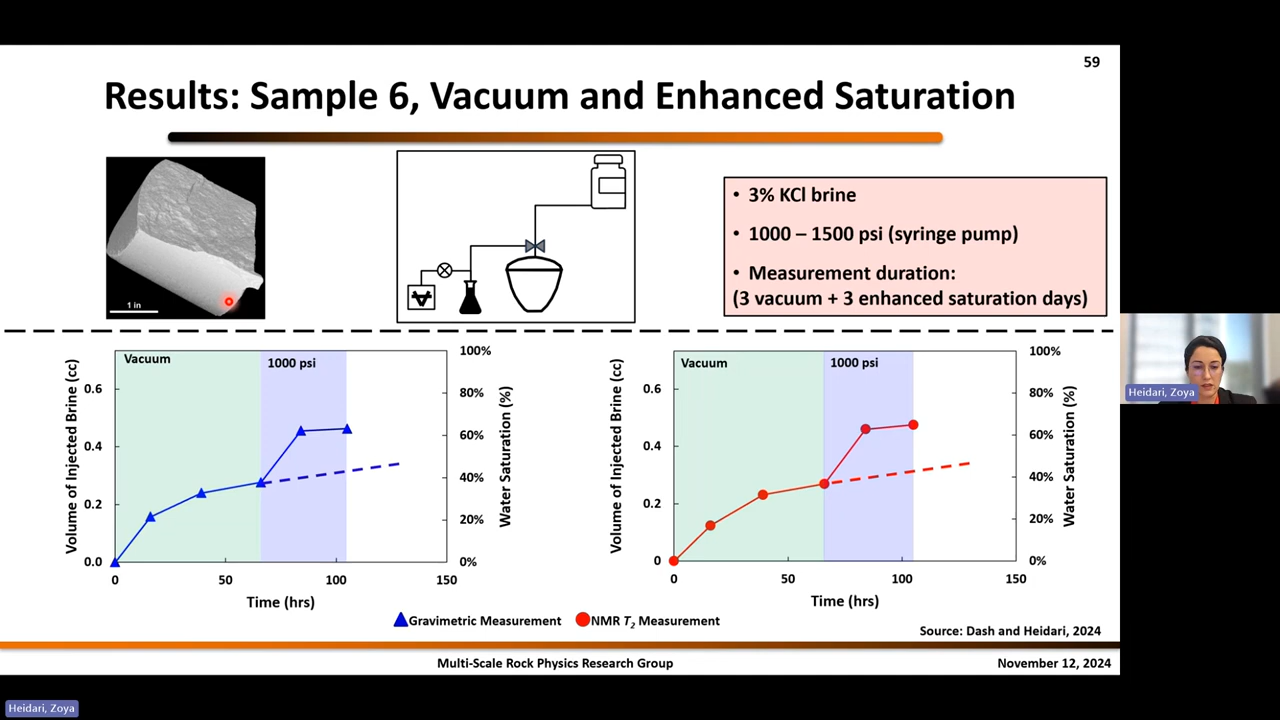 59
Results: Sample 6, Vacuum and Enhanced Saturation
1 in
• 3% KCl brine
• 1000 – 1500 psi (syringe pump)
• Measurement duration:
(3 vacuum + 3 enhanced saturation days)
Volume of Injected Brine (cc)
0.6
0.4
0.2
0.0
Vacuum
1000 psi
100%
80%
60%
40%
20%
0%
Water Saturation (%)
0
50
100
150
Time (hrs)
Volume of Injected Brine (cc)
0.6
0.4
0.2
0
Vacuum
1000 psi
100%
80%
60%
40%
20%
0%
Water Saturation (%)
0
50
100
150
Time (hrs)
Gravimetric Measurement
NMR T2 Measurement
Source: Dash and Heidari, 2024
Multi-Scale Rock Physics Research Group
November 12, 2024
Heidari, Zoya
Heidari, Zoya